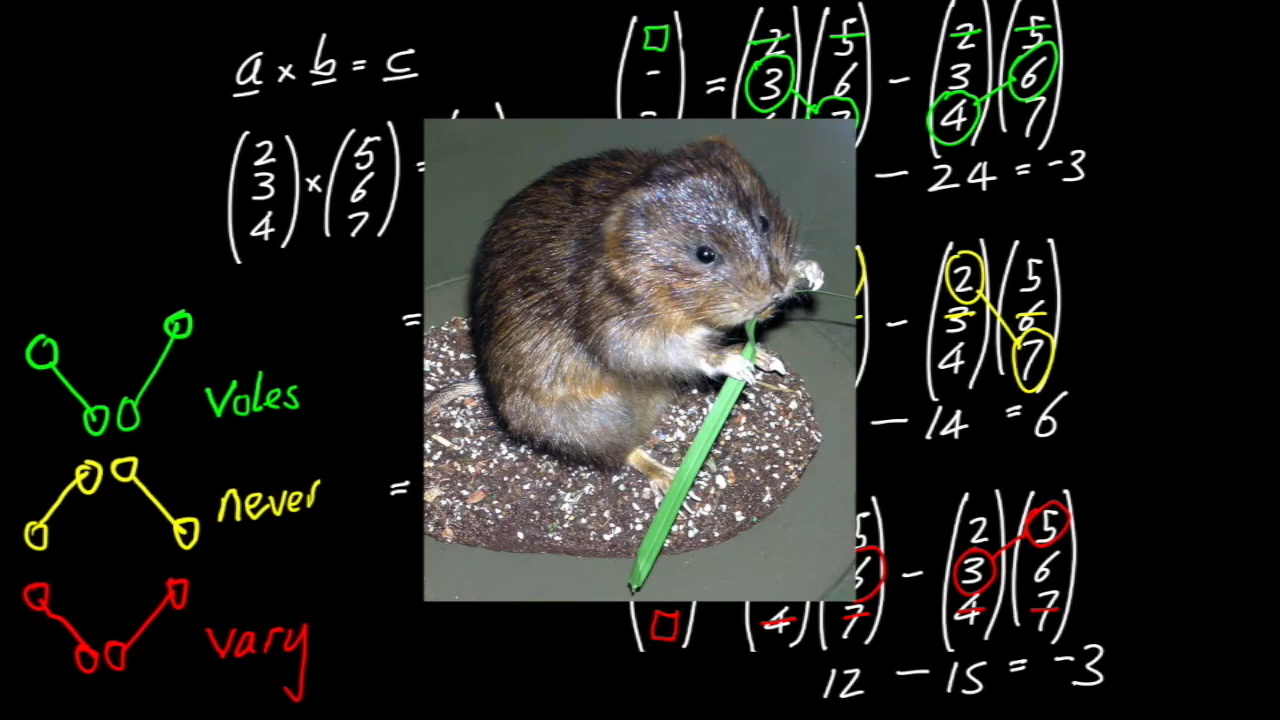 a × b = c
(2 3 4) × (5 6 7) =
=
=
Voles
never
vary
= (2 3 (5 5 6 7) − (2 3 4) (5 5 6 7)
− 24 = -3
− (2 3 4) (5 6 7)
− 14 = 6
5 6 7 − (2 3 4) (5 6 7)
4
12 − 15 = -3